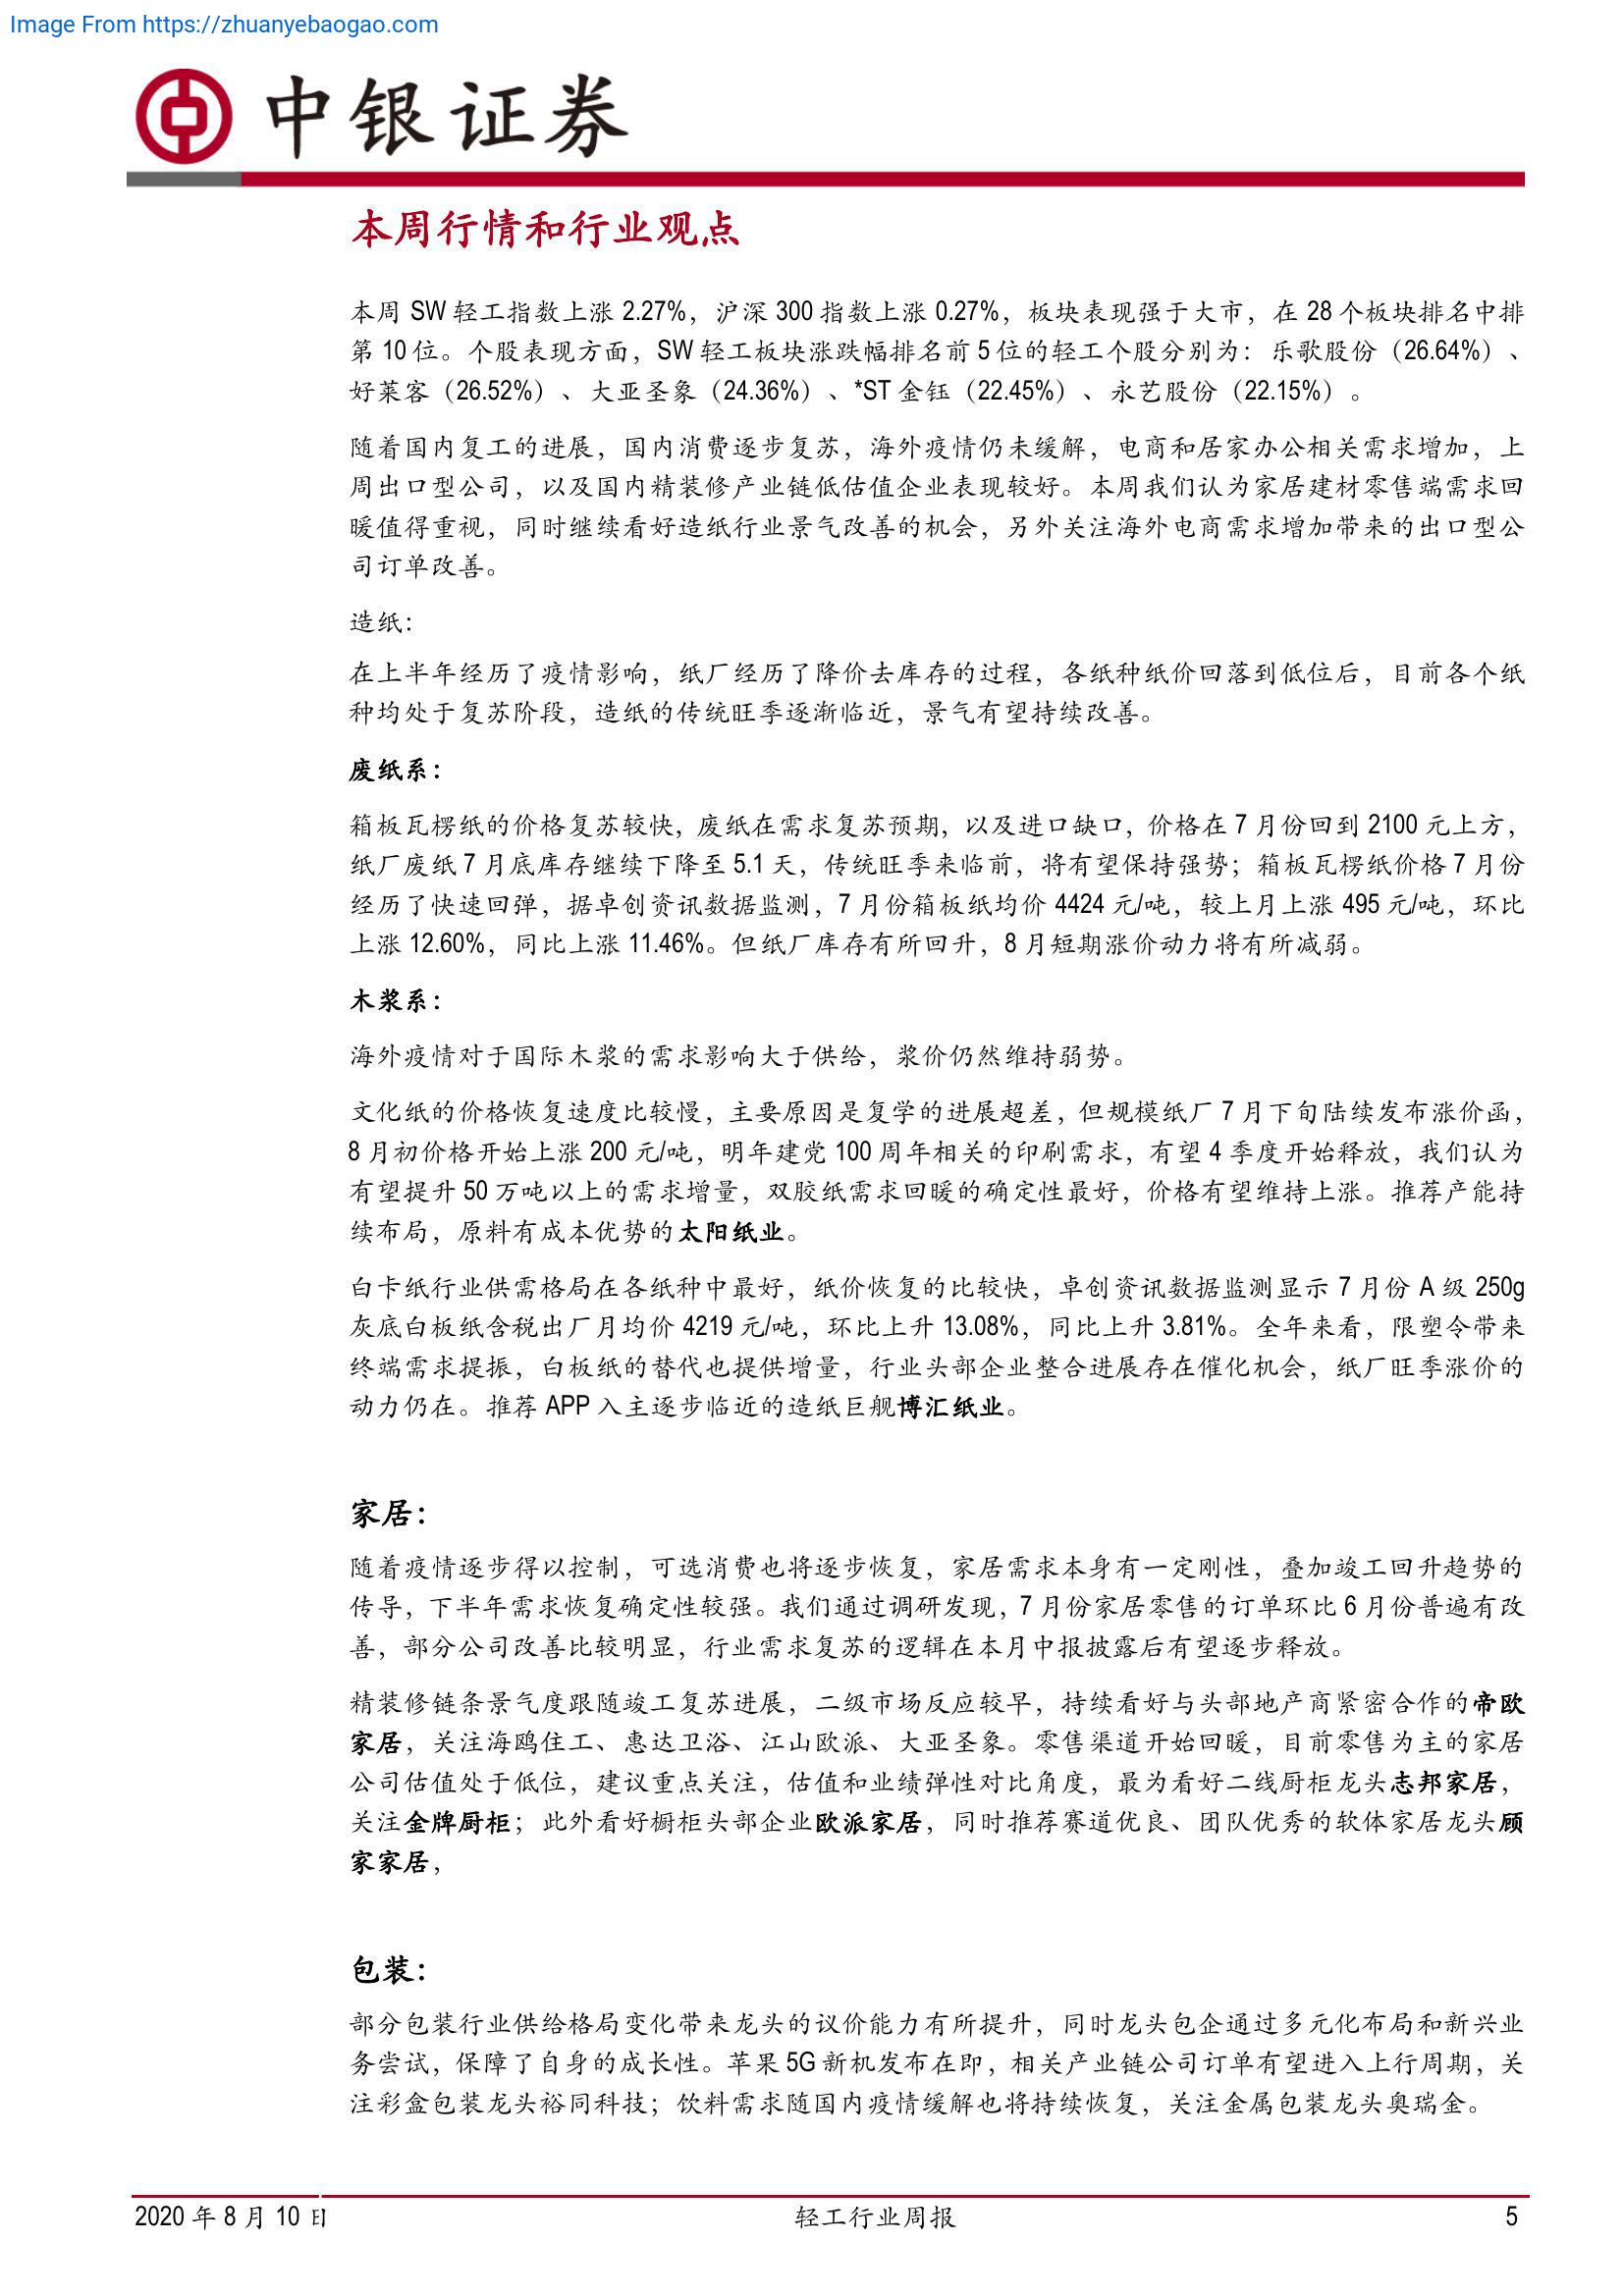 Image From https://zhuanyebaogao.com
中银证券
本周行情和行业观点
本周 SW 轻工指数上涨 2.27%，沪深 300 指数上涨 0.27%，板块表现强于大市，在 28 个板块排名中排
第 10 位。个股表现方面，SW 轻工板块涨跌幅排名前 5 位的轻工个股分别为：乐歌股份（26.64%）、
好莱客（26.52%）、大亚圣象（24.36%）、*ST 金钰（22.45%）、永艺股份（22.15%）。
随着国内复工的进展，国内消费逐步复苏，海外疫情仍未缓解，电商和居家办公相关需求增加，上
周出口型公司，以及国内精装修产业链低估值企业表现较好。本周我们认为家居建材零售端需求回
暖值得重视，同时继续看好造纸行业景气改善的机会，另外关注海外电商需求增加带来的出口型公
司订单改善。
造纸：
在上半年经历了疫情影响，纸厂经历了降价去库存的过程，各纸种纸价回落到低位后，目前各个纸
种均处于复苏阶段，造纸的传统旺季逐渐临近，景气有望持续改善。
废纸系：
箱板瓦楞纸的价格复苏较快，废纸在需求复苏预期，以及进口缺口，价格在 7 月份回到 2100 元上方，
纸厂废纸 7 月底库存继续下降至 5.1 天，传统旺季来临前，将有望保持强势；箱板瓦楞纸价格 7 月份
经历了快速回弹，据卓创资讯数据监测，7 月份箱板纸均价 4424 元/吨，较上月上涨 495 元/吨，环比
上涨 12.60%，同比上涨 11.46%。但纸厂库存有所回升，8 月短期涨价动力将有所减弱。
木浆系：
海外疫情对于国际木浆的需求影响大于供给，浆价仍然维持弱势。
文化纸的价格恢复速度比较慢，主要原因是复学的进展超差，但规模纸厂 7 月下旬陆续发布涨价函，
8 月初价格开始上涨 200 元/吨，明年建党 100 周年相关的印刷需求，有望 4 季度开始释放，我们认为
有望提升 50 万吨以上的需求增量，双胶纸需求回暖的确定性最好，价格有望维持上涨。推荐产能持
续布局，原料有成本优势的太阳纸业。
白卡纸行业供需格局在各纸种中最好，纸价恢复的比较快，卓创资讯数据监测显示 7 月份 A 级 250g
灰底白板纸含税出厂月均价 4219 元/吨，环比上升 13.08%，同比上升 3.81%。全年来看，限塑令带来
终端需求提振，白板纸的替代也提供增量，行业头部企业整合进展存在催化机会，纸厂旺季涨价的
动力仍在。推荐 APP 入主逐步临近的造纸巨舰博汇纸业。
家居：
随着疫情逐步得以控制，可选消费也将逐步恢复，家居需求本身有一定刚性，叠加竣工回升趋势的
传导，下半年需求恢复确定性较强。我们通过调研发现，7 月份家居零售的订单环比 6 月份普遍有改
善，部分公司改善比较明显，行业需求复苏的逻辑在本月中报披露后有望逐步释放。
精装修链条景气度跟随竣工复苏进展，二级市场反应较早，持续看好与头部地产商紧密合作的帝欧
家居，关注海鸥住工、惠达卫浴、江山欧派、大亚圣象。零售渠道开始回暖，目前零售为主的家居
公司估值处于低位，建议重点关注，估值和业绩弹性对比角度，最为看好二线厨柜龙头志邦家居，
关注金牌厨柜；此外看好橱柜头部企业欧派家居，同时推荐赛道优良、团队优秀的软体家居龙头顾
家家居，
包装：
部分包装行业供给格局变化带来龙头的议价能力有所提升，同时龙头包企通过多元化布局和新兴业
务尝试，保障了自身的成长性。苹果 5G 新机发布在即，相关产业链公司订单有望进入上行周期，关
注彩盒包装龙头裕同科技；饮料需求随国内疫情缓解也将持续恢复，关注金属包装龙头奥瑞金。
2020 年 8 月 10 日
轻工行业周报
5